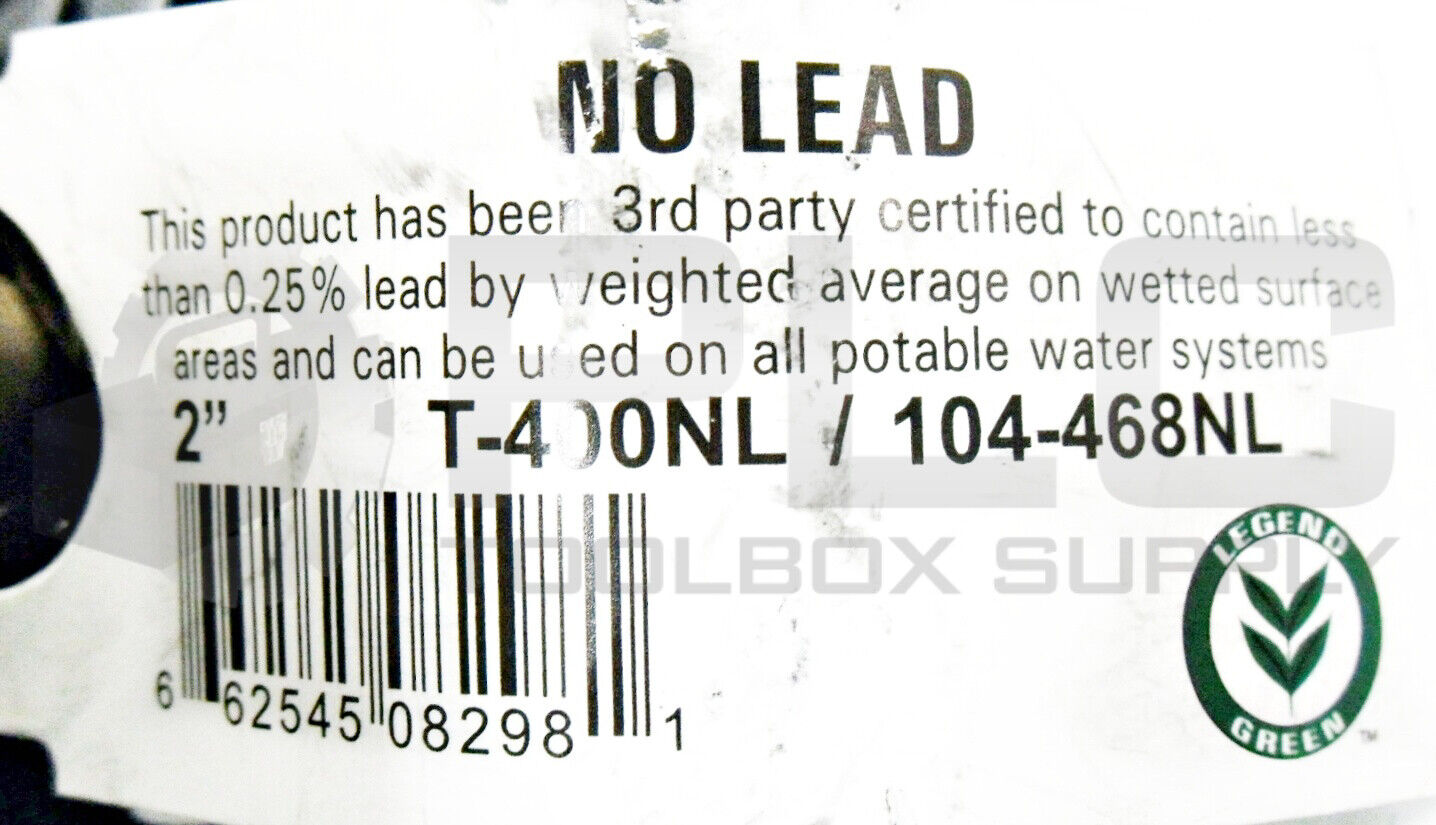 NO LEAD
This product has been 3rd party certified to contain less
than 0.25% lead by weighted average on wetted surface
areas and can be used on all potable water systems
2" T-400NL / 104-468NL
6 62545 08298 1
LEGEND
GREEN TM
PLC
TOOLBOX SUPPLY